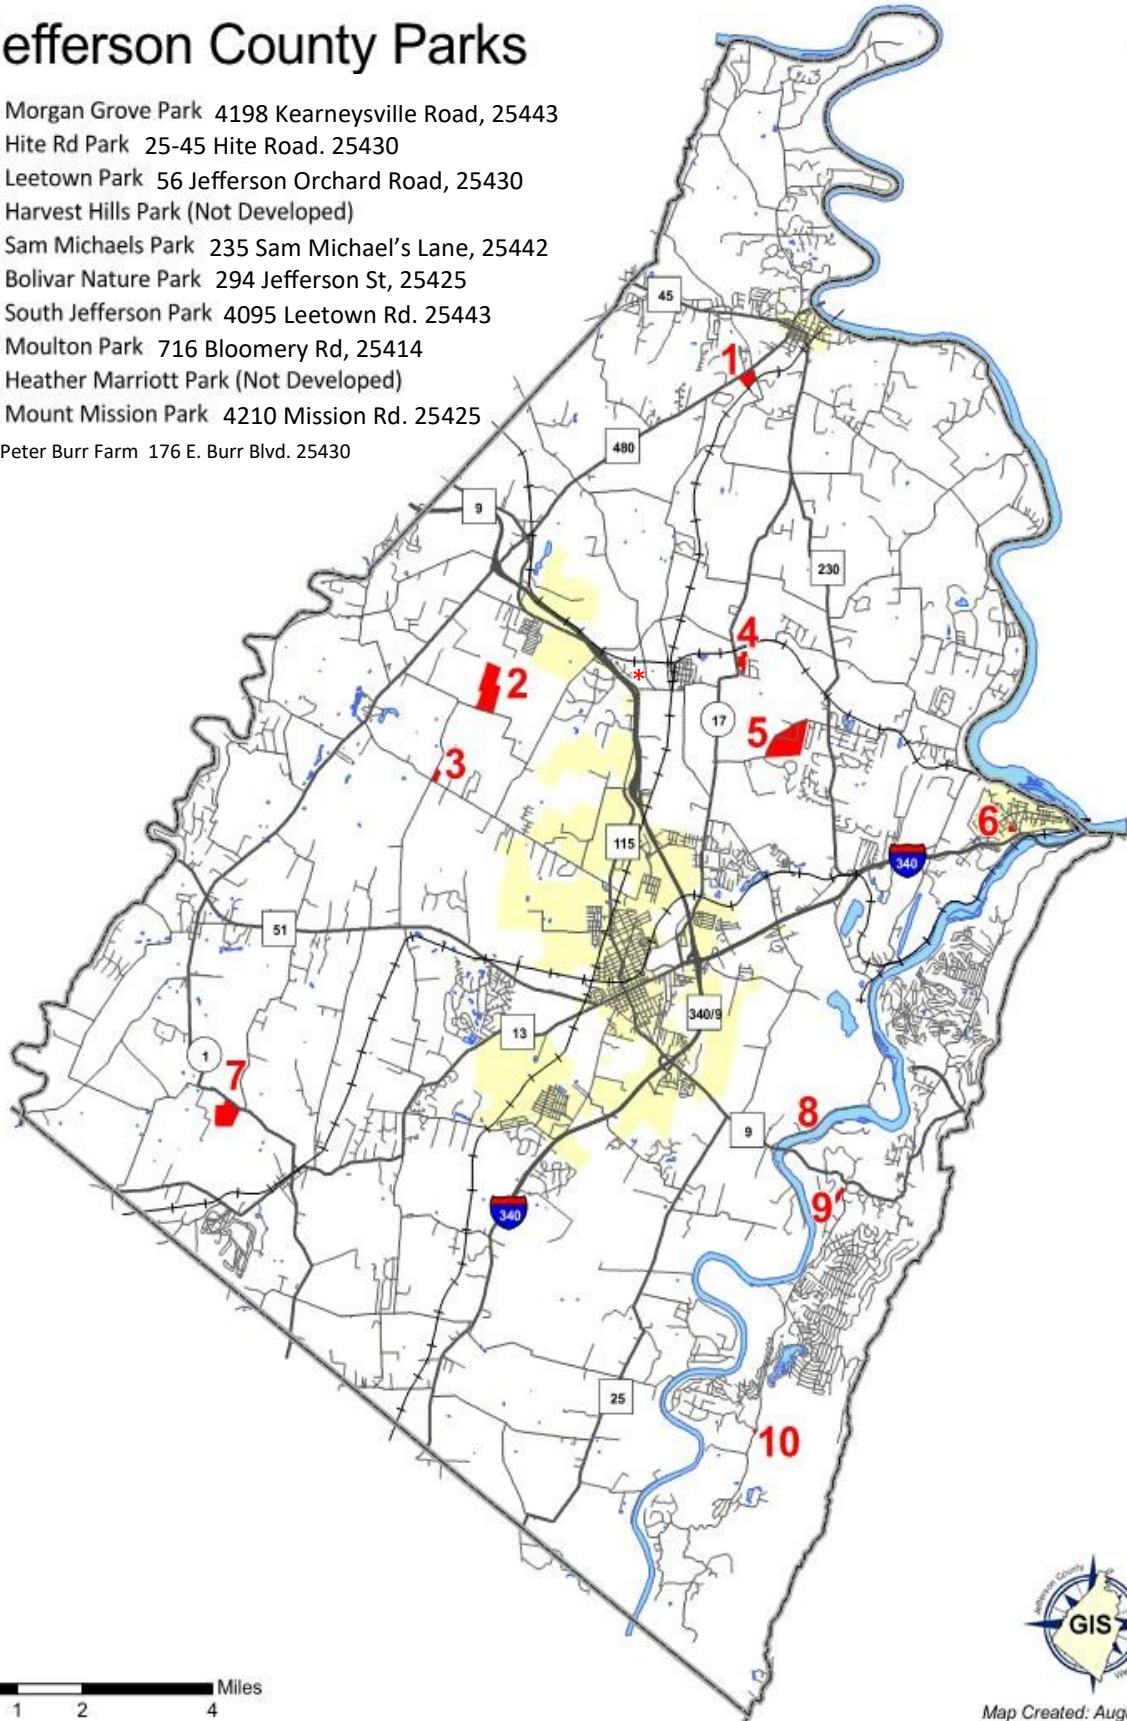 efferson County Parks
Morgan Grove Park 4198 Kearneysville Road, 25443
Hite Rd Park 25-45 Hite Road. 25430
Leetown Park 56 Jefferson Orchard Road, 25430
Harvest Hills Park (Not Developed)
Sam Michaels Park 235 Sam Michael's Lane, 25442
Bolivar Nature Park 294 Jefferson St, 25425
South Jefferson Park 4095 Leetown Rd. 25443
Moulton Park 716 Bloomery Rd, 25414
Heather Marriott Park (Not Developed)
Mount Mission Park 4210 Mission Rd. 25425
Peter Burr Farm 176 E. Burr Blvd. 25430
45
1
480
9
230
4
*
2
17
5
3
6
115
340
51
340/9
13
1
7
8
9
9
340
25
10
Jefferson County
GIS
We
Miles
1 2 4
Map Created: Aug